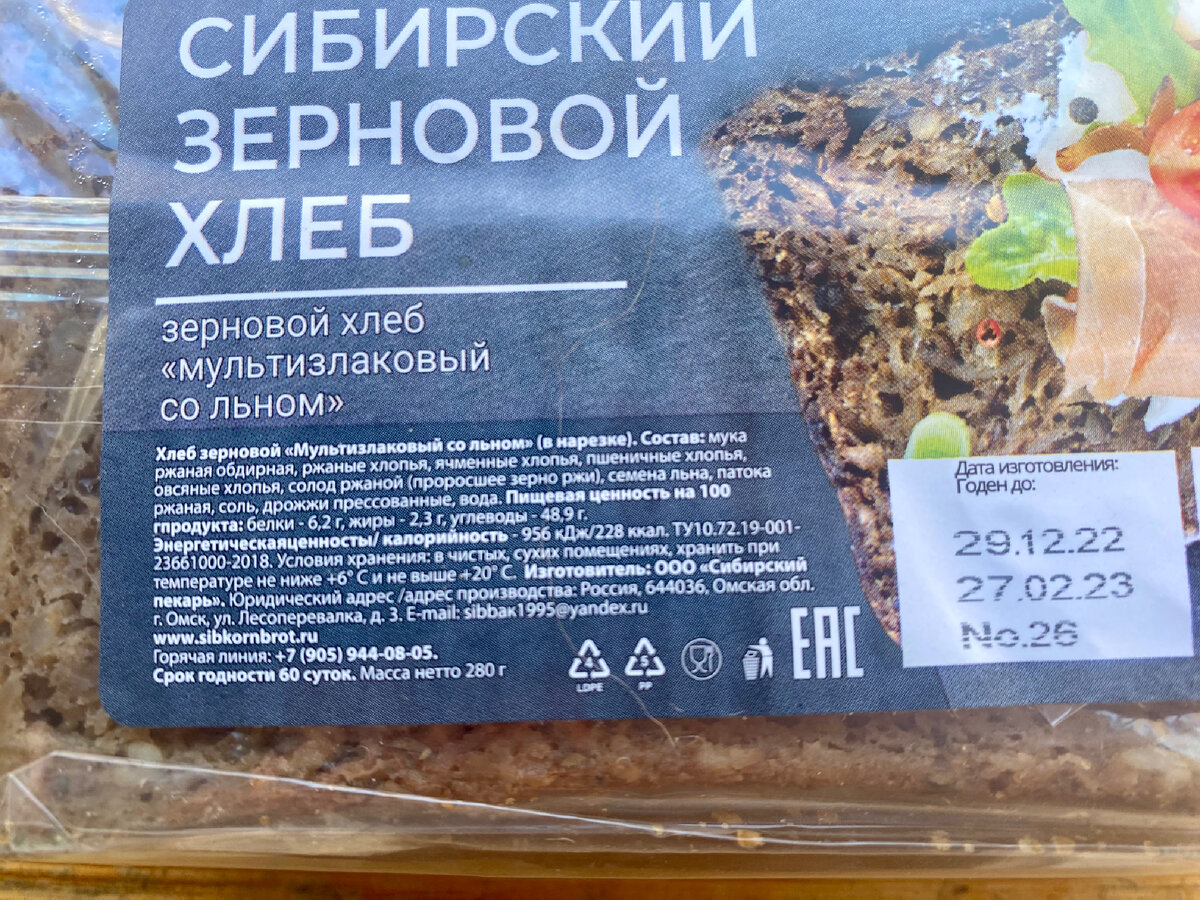 СИБИРСКИЙ
ЗЕРНОВОЙ
ХЛЕБ
зерновой хлеб
«мультизлаковый
со льном»
Хлеб зерновой «Мультизлаковый со льном» (в нарезке). Состав: мука
ржаная обдирная, ржаные хлопья, ячменные хлопья, пшеничные хлопья,
овсяные хлопья, солод ржаной (проросшее зерно ржи), семена льна, патока
ржаная, соль, дрожжи прессованные, вода. Пищевая ценность на 100
гпродукта: белки - 6,2 г, жиры - 2,3 г, углеводы - 48,9 г.
Энергетическаяценность/ калорийность - 956 кДж/228 ккал. ТУ10.72.19-001-
23661000-2018. Условия хранения: в чистых, сухих помещениях, хранить при
температуре не ниже +6° С и не выше +20° С. Изготовитель: ООО «Сибирский
пекарь». Юридический адрес /адрес производства: Россия, 644036, Омская обл.
г. Омск, ул. Лесоперевалка, д. 3. E-mail: sibbak1995@yandex.ru
www.sibkornbrot.ru
Горячая линия: +7 (905) 944-08-05.
Срок годности 60 суток. Масса нетто 280 г
4
LDPE
5
PP
EAC
Дата изготовления:
Годен до:
29.12.22
27.02.23
No.26